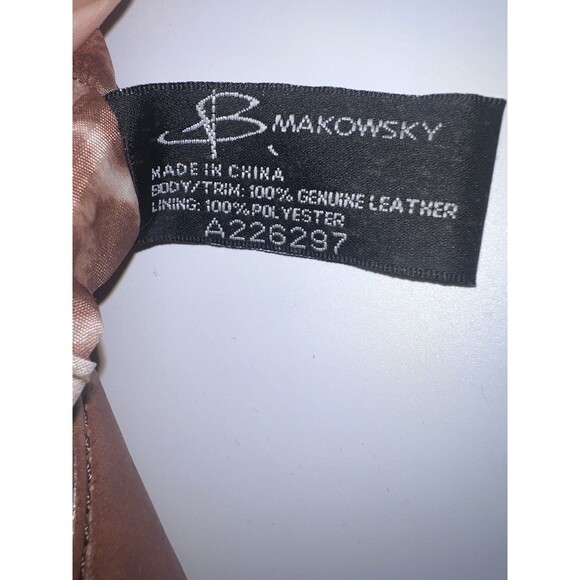 B MAKOWSKY
MADE IN CHINA
BODY/TRIM: 100% GENUINE LEATHER
LINING: 100% POLYESTER
A226297